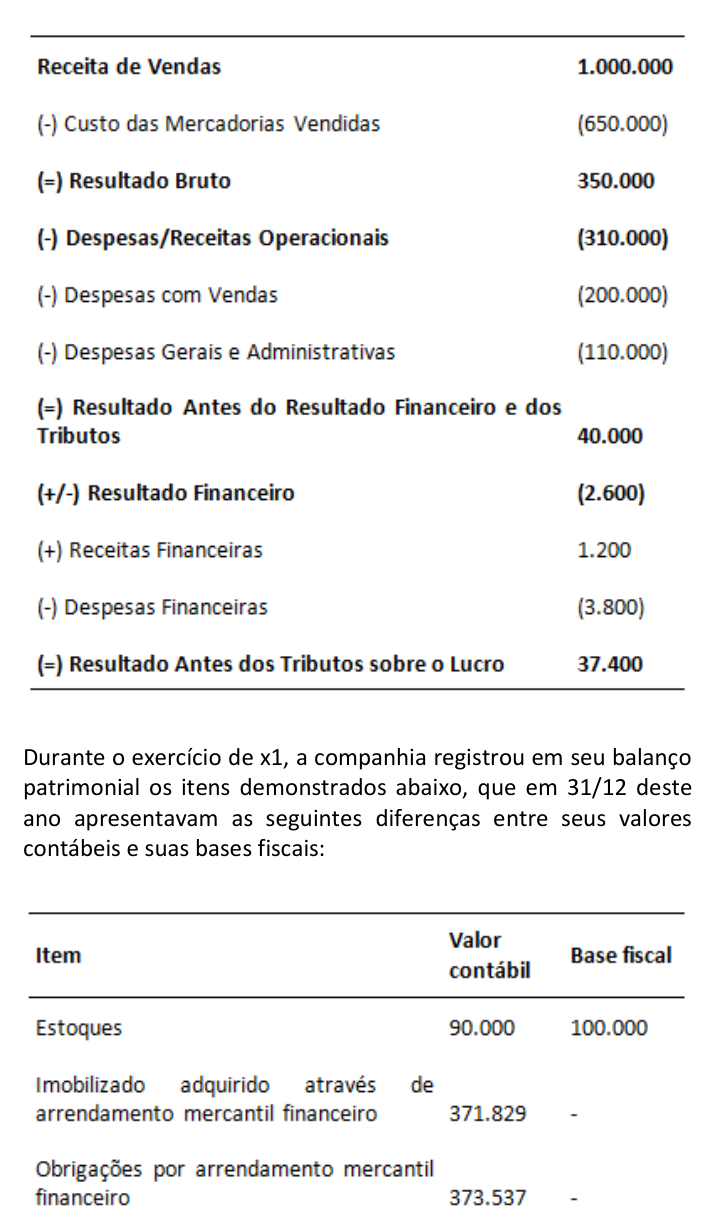 Receita de Vendas 1.000.000
(-) Custo das Mercadorias Vendidas (650.000)
(=) Resultado Bruto 350.000
(-) Despesas/Receitas Operacionais (310.000)
(-) Despesas com Vendas (200.000)
(-) Despesas Gerais e Administrativas (110.000)
(=) Resultado Antes do Resultado Financeiro e dos
Tributos 40.000
(+/-) Resultado Financeiro (2.600)
(+) Receitas Financeiras 1.200
(-) Despesas Financeiras (3.800)
(=) Resultado Antes dos Tributos sobre o Lucro 37.400
Durante o exercício de x1, a companhia registrou em seu balanço
patrimonial os itens demonstrados abaixo, que em 31/12 deste
ano apresentavam as seguintes diferenças entre seus valores
contábeis e suas bases fiscais:
Item Valor contábil Base fiscal
Estoques 90.000 100.000
Imobilizado adquirido através de
arrendamento mercantil financeiro 371.829 -
Obrigações por arrendamento mercantil
financeiro 373.537 -